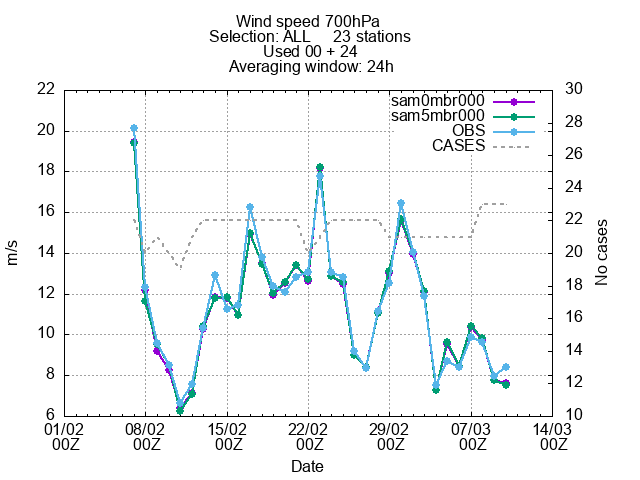 Wind speed 700hPa
Selection: ALL 23 stations
Used 00 + 24
Averaging window: 24h
sam0mbr000
sam5mbr000
OBS
CASES
m/s
22
20
18
16
14
12
10
8
6
30
28
26
24
22
20
18
16
14
12
10
No cases
01/02 08/02 15/02 22/02 29/02 07/03 14/03
00Z 00Z 00Z 00Z 00Z 00Z 00Z
Date